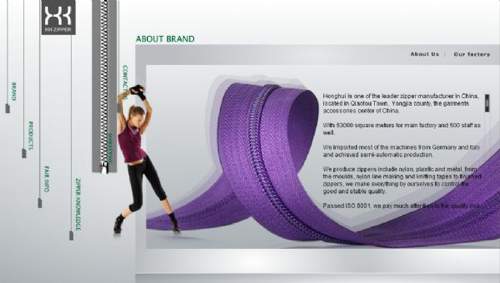 XH ZIPPER
BRAND
PRODUCTS
FAIR INFO
ZIPPER KNOWLEDGE
CONTACT
ABOUT BRAND
About Us
Our factory
Honghui is one of the leader zipper manufacturer in China,
located in Qiaotou Town, Yongjia county, the garments
accessories center of China.
With 53000 square meters for main factory and 500 staff as
well.
We imported most of the machines from Germany and Itali
and achieved semi-automatic production.
We produce zippers include nylon, plastic and metal, from
the moulds, nylon line making and knitting tapes to finished
zippers, we make everything by ourselves to control the
good and stable quality.
Passed ISO 9001, we pay much attention to the quality